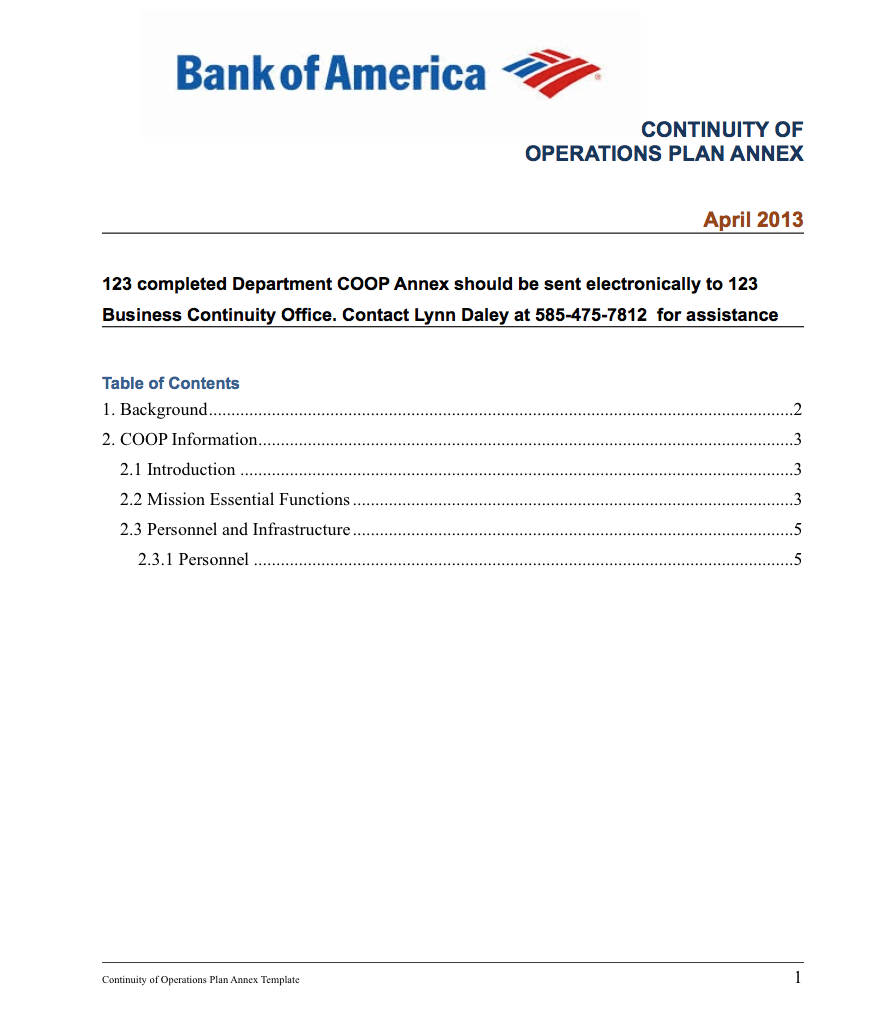 Bank of America
CONTINUITY OF
OPERATIONS PLAN ANNEX
April 2013
123 completed Department COOP Annex should be sent electronically to 123
Business Continuity Office. Contact Lynn Daley at 585-475-7812  for assistance
Table of Contents
1. Background....................................................................................................................................2
2. COOP Information.........................................................................................................................3
2.1 Introduction .............................................................................................................................3
2.2 Mission Essential Functions ...................................................................................................3
2.3 Personnel and Infrastructure ...................................................................................................5
2.3.1 Personnel .........................................................................................................................5
Continuity of Operations Plan Annex Template 1